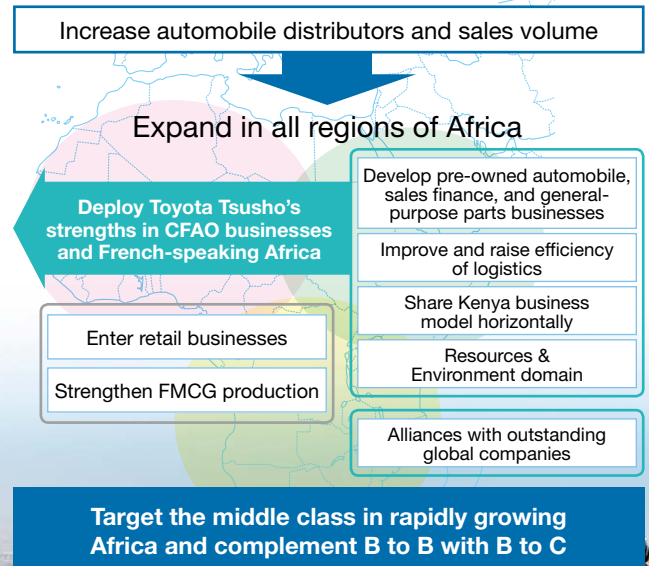 Increase automobile distributors and sales volume
Expand in all regions of Africa
Deploy Toyota Tsusho's
strengths in CFAO businesses
and French-speaking Africa
Develop pre-owned automobile,
sales finance, and general-
purpose parts businesses
Improve and raise efficiency
of logistics
Share Kenya business
model horizontally
Resources &
Environment domain
Enter retail businesses
Strengthen FMCG production
Alliances with outstanding
global companies
Target the middle class in rapidly growing
Africa and complement B to B with B to C